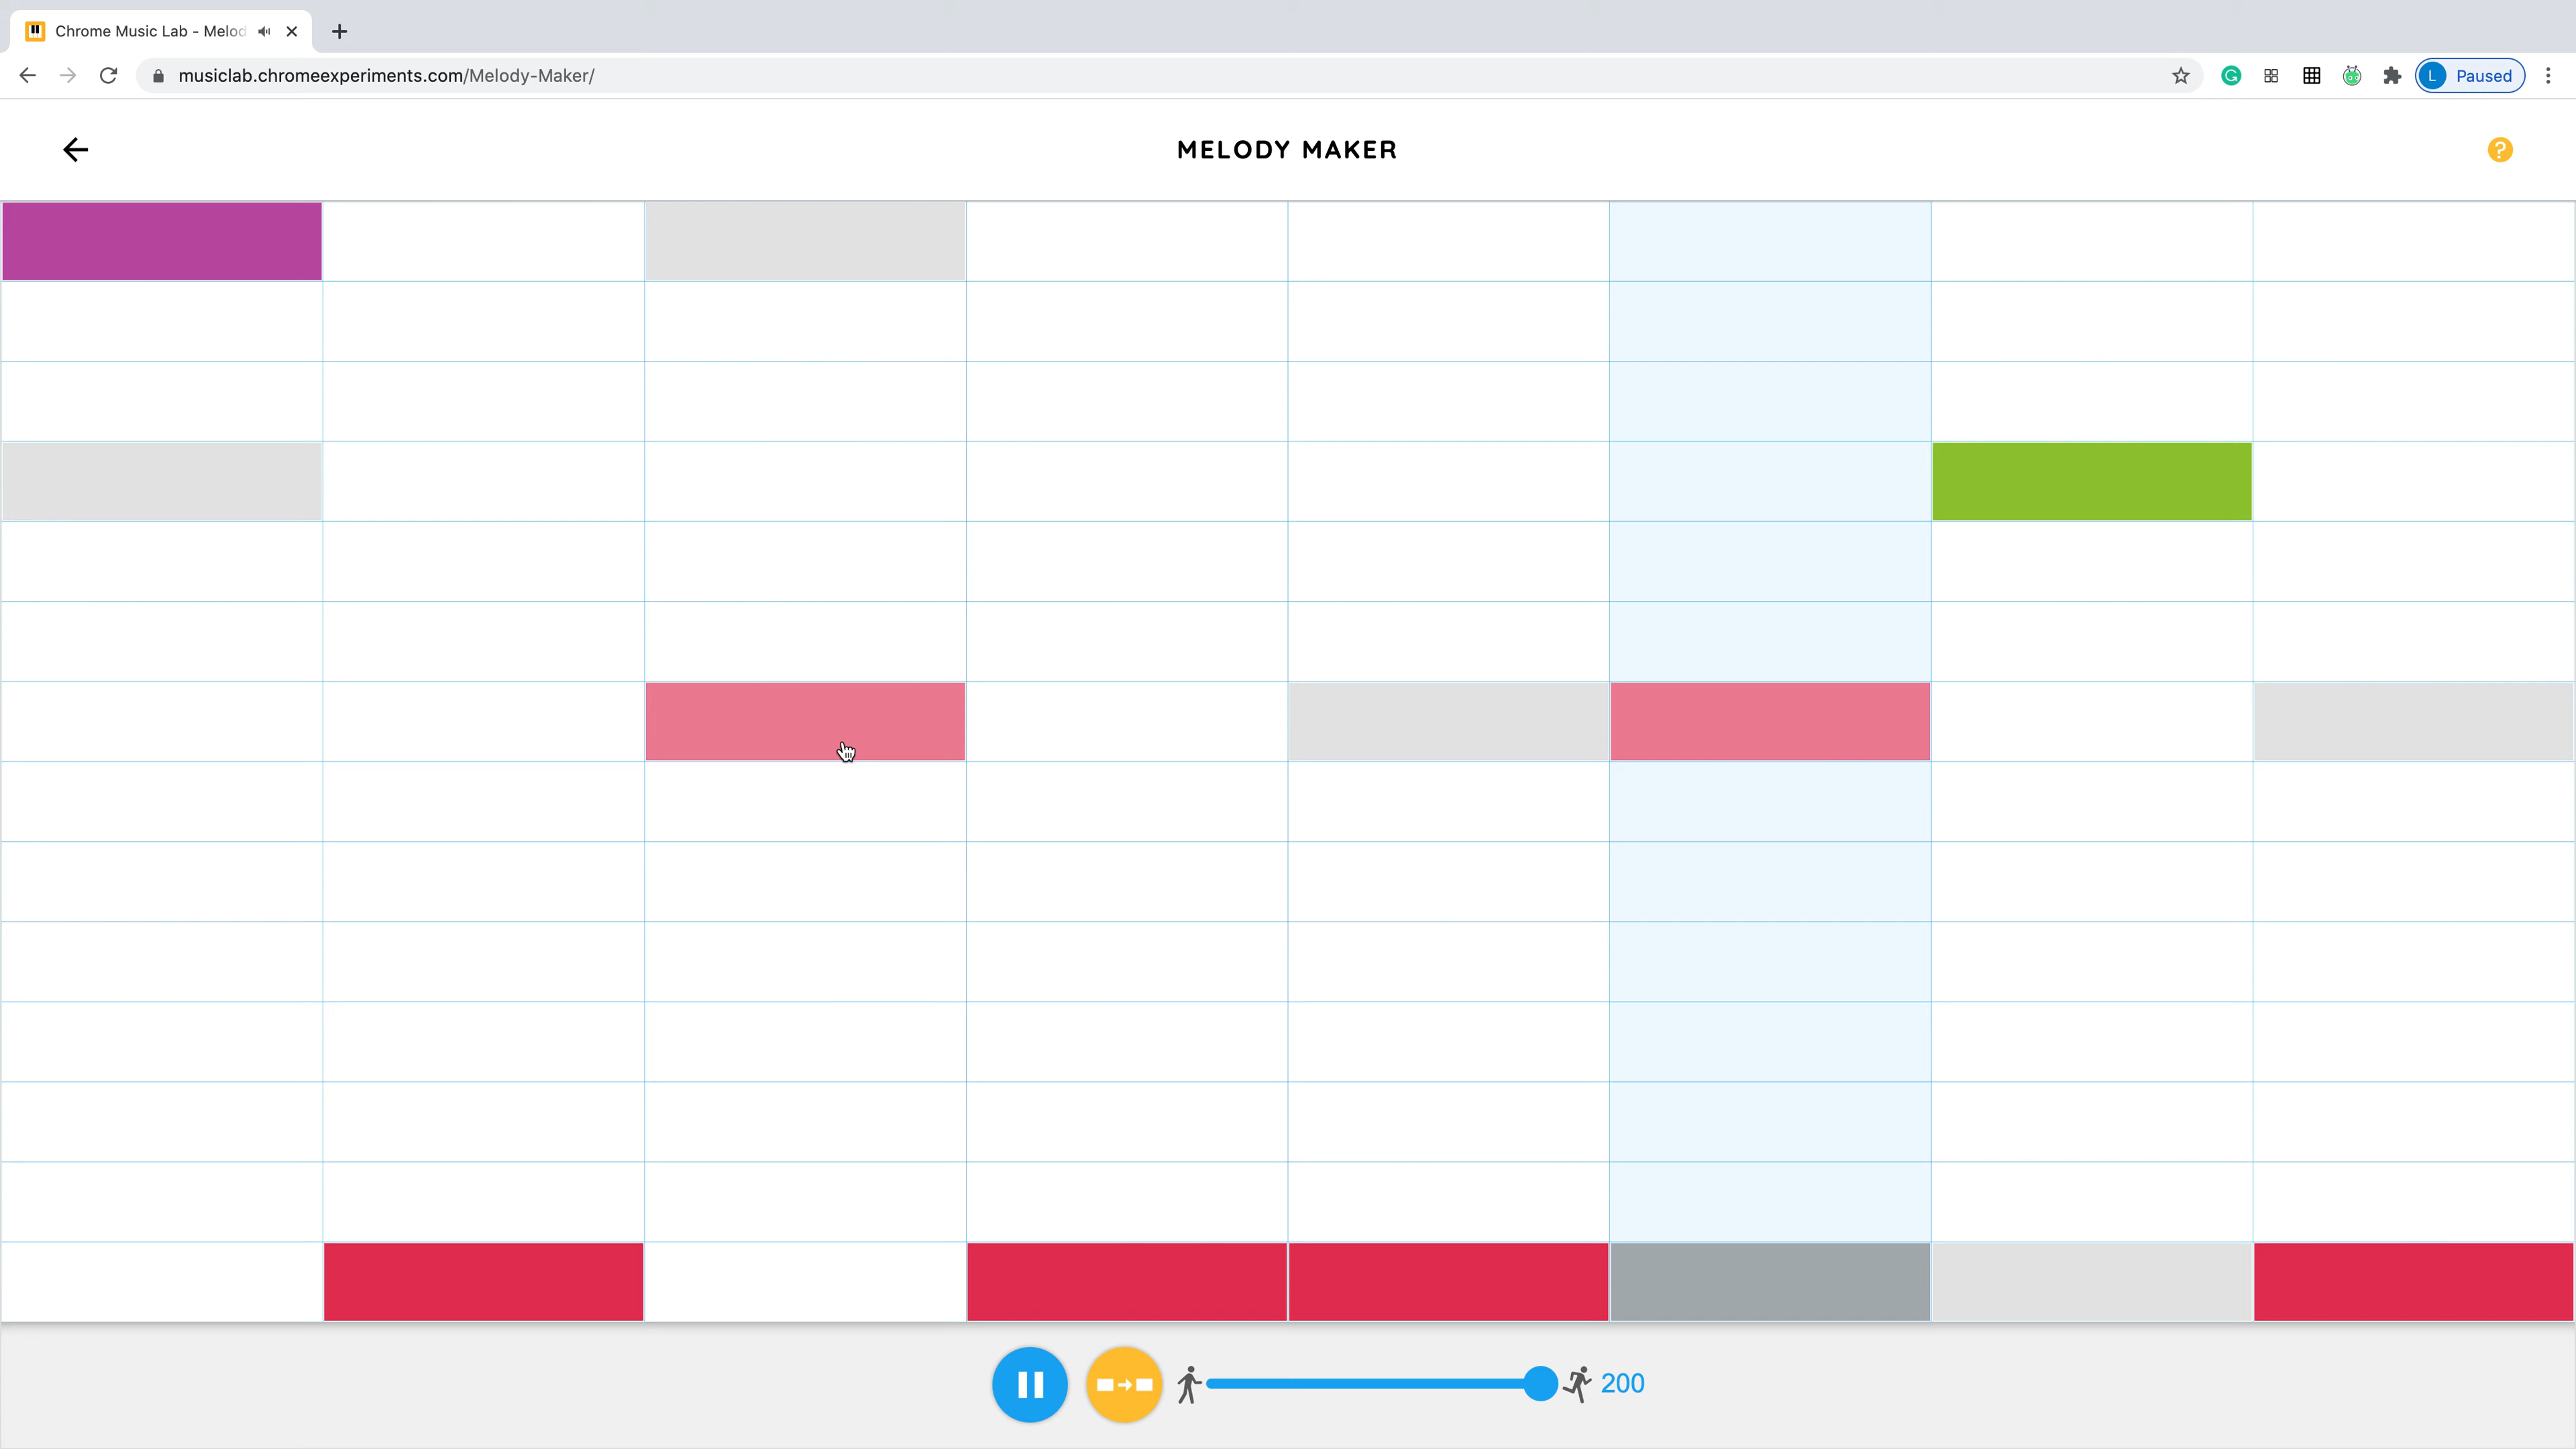 Chrome Music Lab - Melod
musiclab.chromeexperiments.com/Melody-Maker/
L Paused
MELODY MAKER
?
200